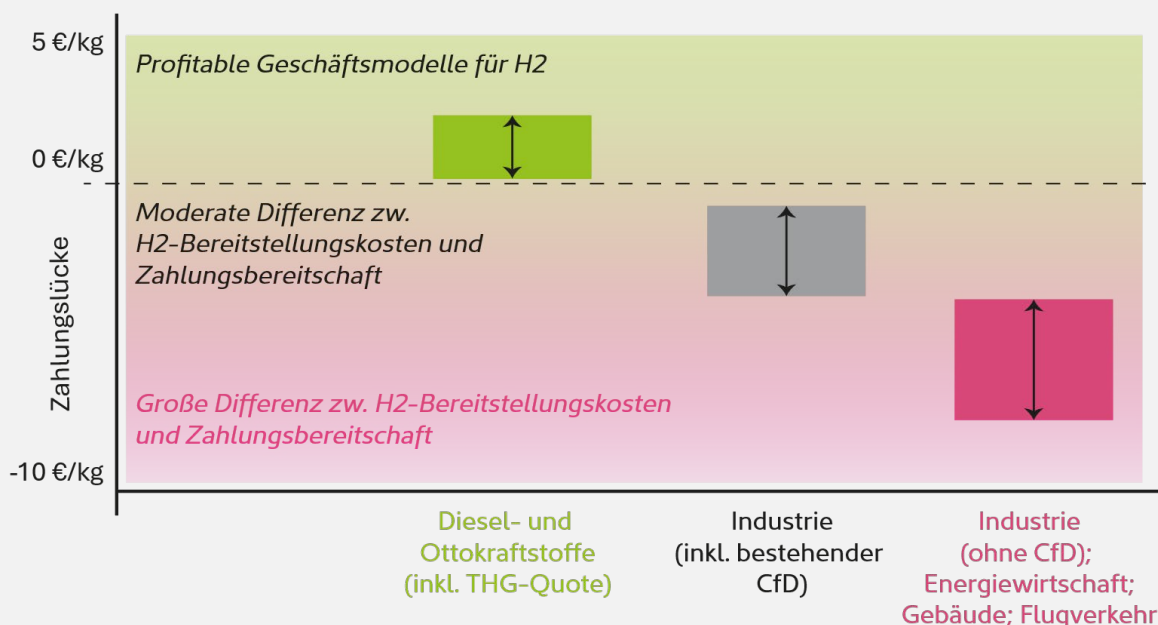 5 €/kg
Profitable Geschäftsmodelle für H2
0 €/kg
Moderate Differenz zw.
H2-Bereitstellungskosten und
Zahlungsbereitschaft
Zahlungslücke
Große Differenz zw. H2-Bereitstellungskosten
und Zahlungsbereitschaft
-10 €/kg
Diesel- und
Ottokraftstoffe
(inkl. THG-Quote)
Industrie
(inkl. bestehender
CfD)
Industrie
(ohne CfD);
Energiewirtschaft;
Gebäude; Flugverkehr